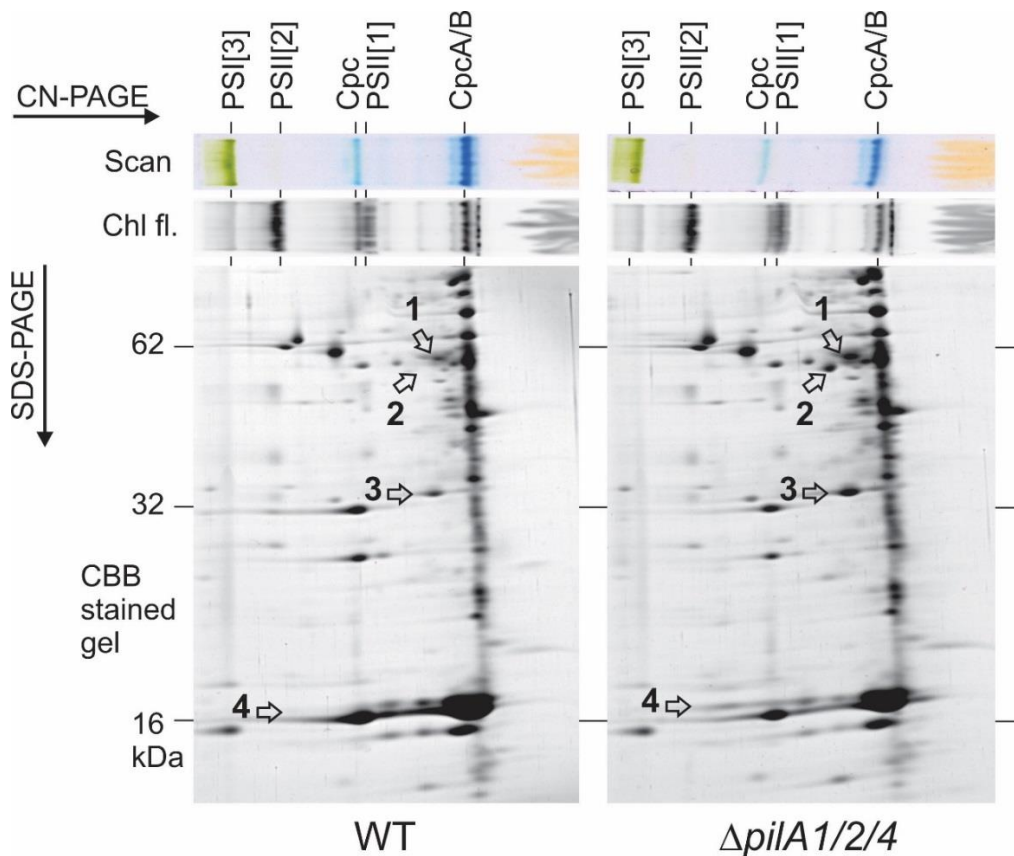 PSI[3]
PSII[2]
Cpc
PSII[1]
CpcA/B
PSI[3]
PSII[2]
Cpc
PSII[1]
CpcA/B
CN-PAGE
Scan
Chl fl.
SDS-PAGE
62
32
16
kDa
CBB
stained
gel
1
2
3
4
1
2
3
4
WT
ΔpilA1/2/4